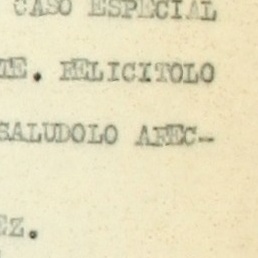 CASO ESPECIAL
TE. FELICITOLO
SALUDOLO AFEC-
EZ.